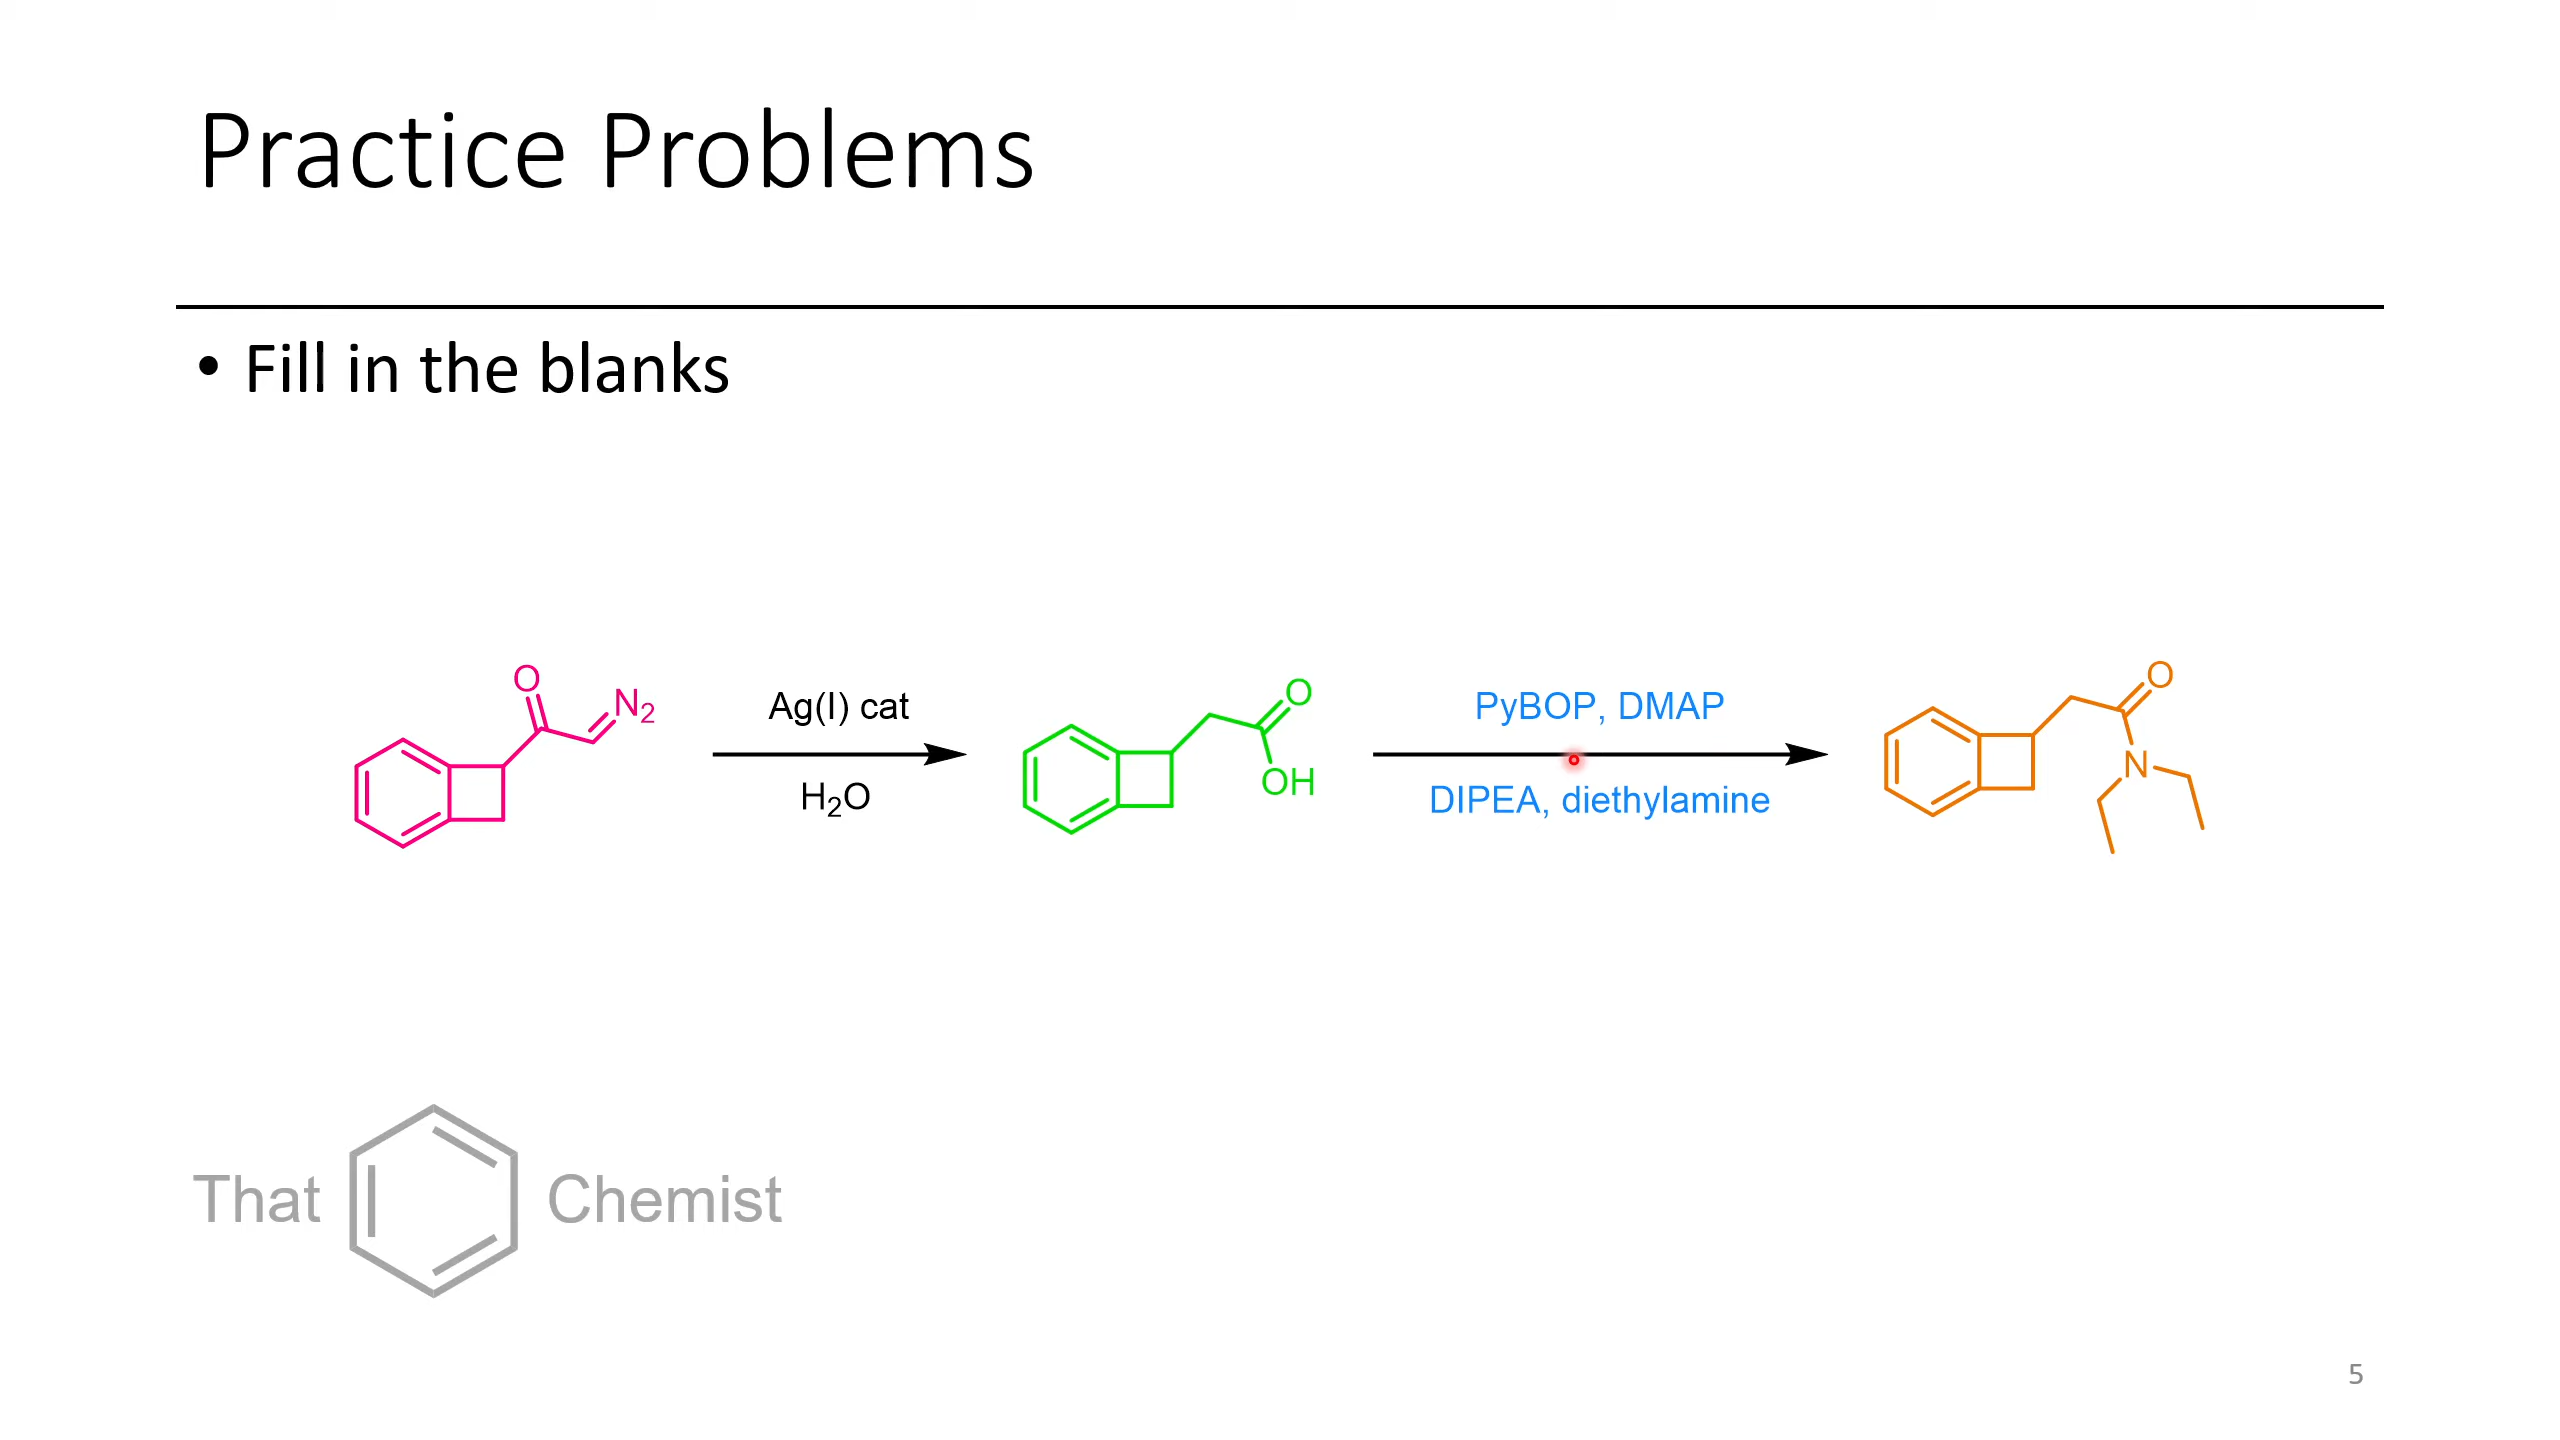 Practice Problems
• Fill in the blanks
O
N2
Ag(I) cat
H2O
O
OH
PyBOP, DMAP
DIPEA, diethylamine
O
N
That Chemist
5